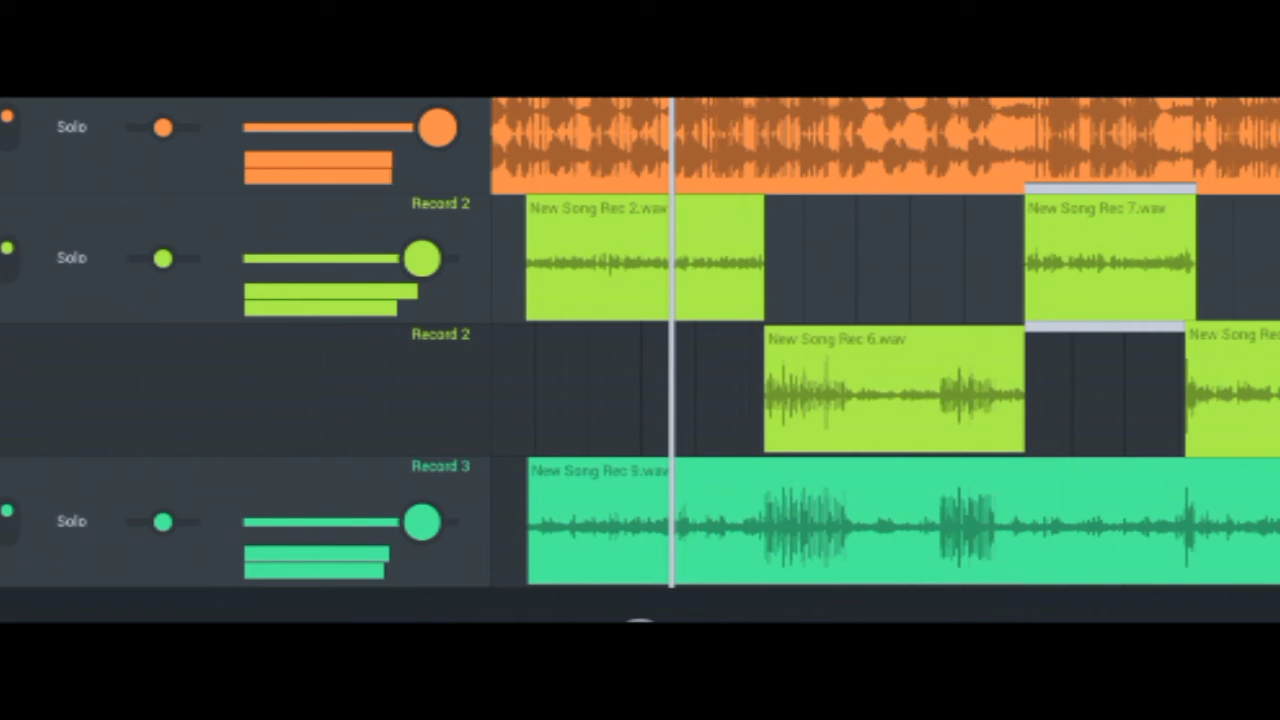 Solo
Record 2
New Song Rec 2.wav
New Song Rec 7.wav
Solo
Record 2
New Song Rec 6.wav
New Song Rec
Record 3
New Song Rec 9.wav
Solo